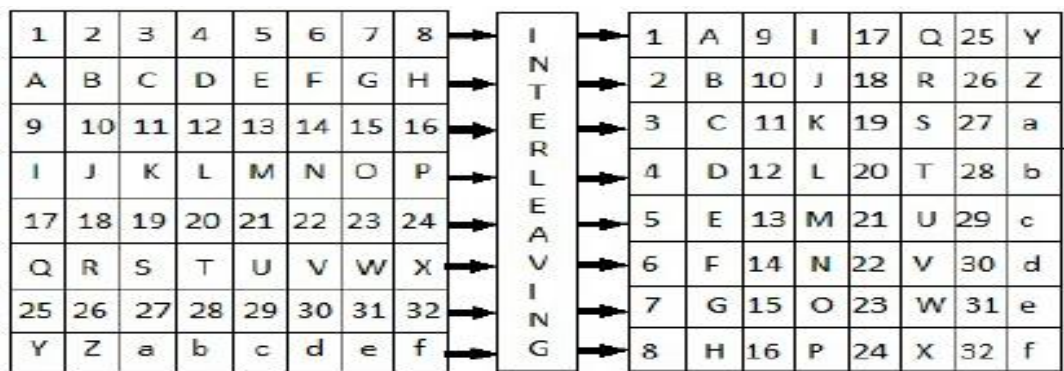 1 2 3 4 5 6 7 8
A B C D E F G H
9 10 11 12 13 14 15 16
I J K L M N O P
17 18 19 20 21 22 23 24
Q R S T U V W X
25 26 27 28 29 30 31 32
Y Z a b c d e f
INTERLEAVING
1 A 9 I 17 Q 25 Y
2 B 10 J 18 R 26 Z
3 C 11 K 19 S 27 a
4 D 12 L 20 T 28 b
5 E 13 M 21 U 29 c
6 F 14 N 22 V 30 d
7 G 15 O 23 W 31 e
8 H 16 P 24 X 32 f